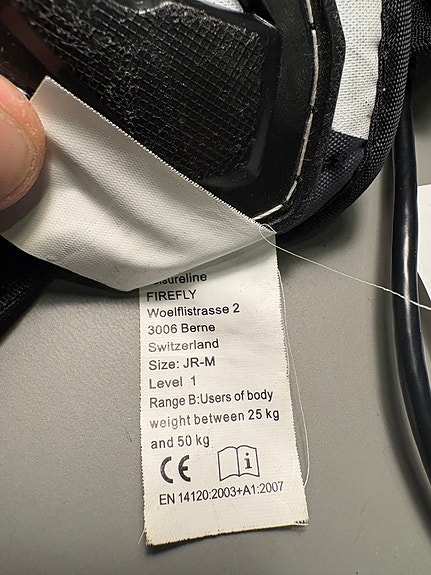 FIREFLY
Woelflistrasse 2
3006 Berne
Switzerland
Size: JR-M
Level 1
Range B:Users of body
weight between 25 kg
and 50 kg
CE i
EN 14120:2003+A1:2007